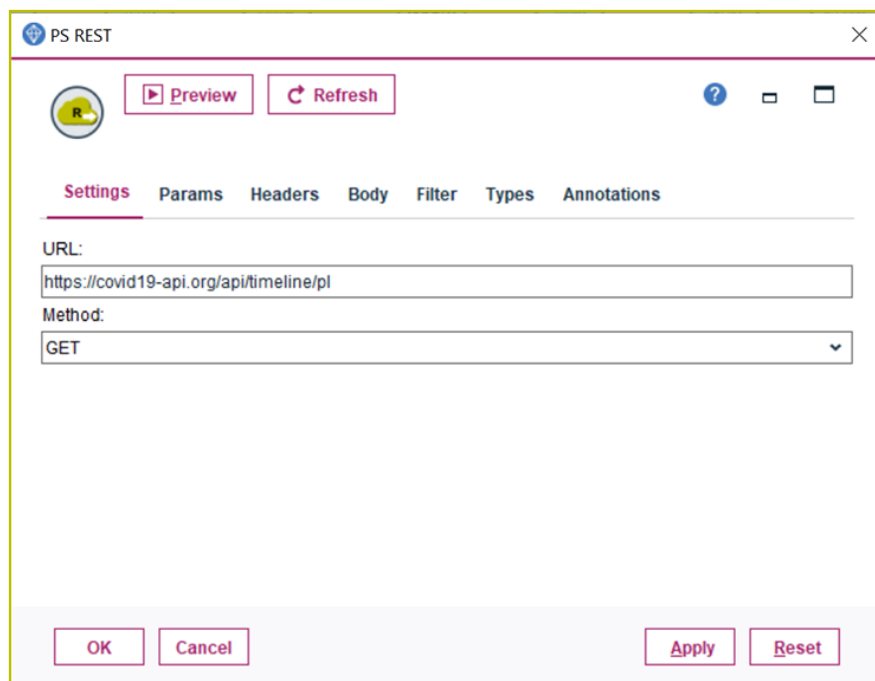 PS REST
R
Preview Refresh ?
Settings Params Headers Body Filter Types Annotations
URL:
https://covid19-api.org/api/timeline/pl
Method:
GET
OK Cancel Apply Reset